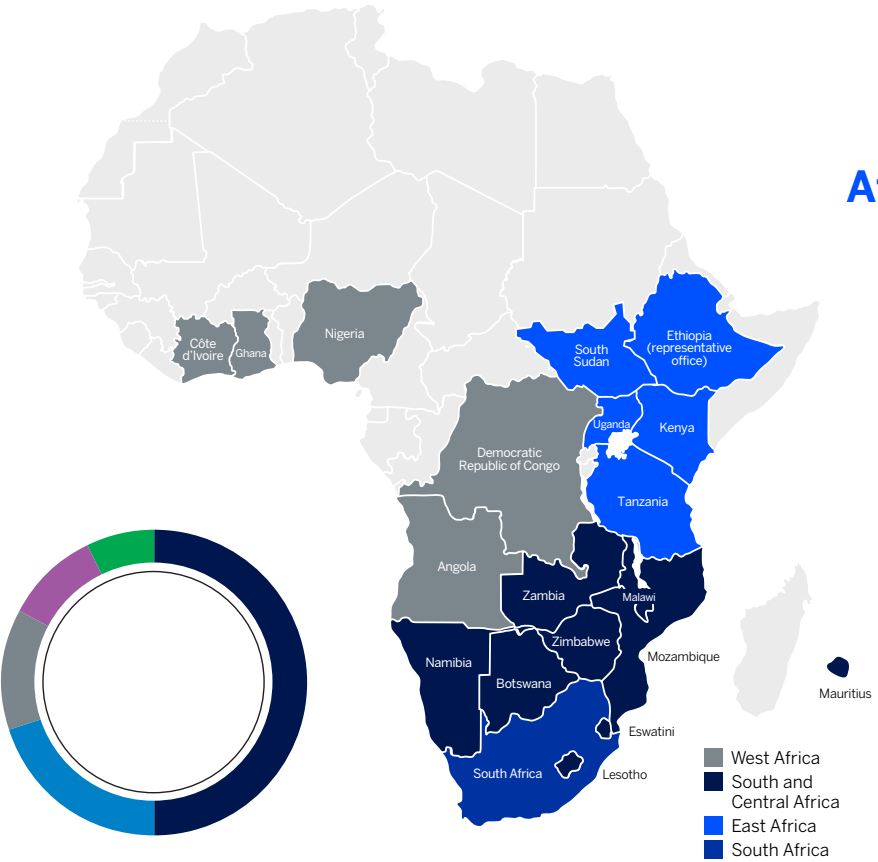 A
Nigeria
Côte
d’Ivoire
Ghana
Ethiopia
(representative
office)
South
Sudan
Uganda
Kenya
Democratic
Republic of Congo
Tanzania
Angola
Zambia
Malawi
Zimbabwe
Namibia
Mozambique
Botswana
Mauritius
Eswatini
South Africa
Lesotho
West Africa
South and
Central Africa
East Africa
South Africa